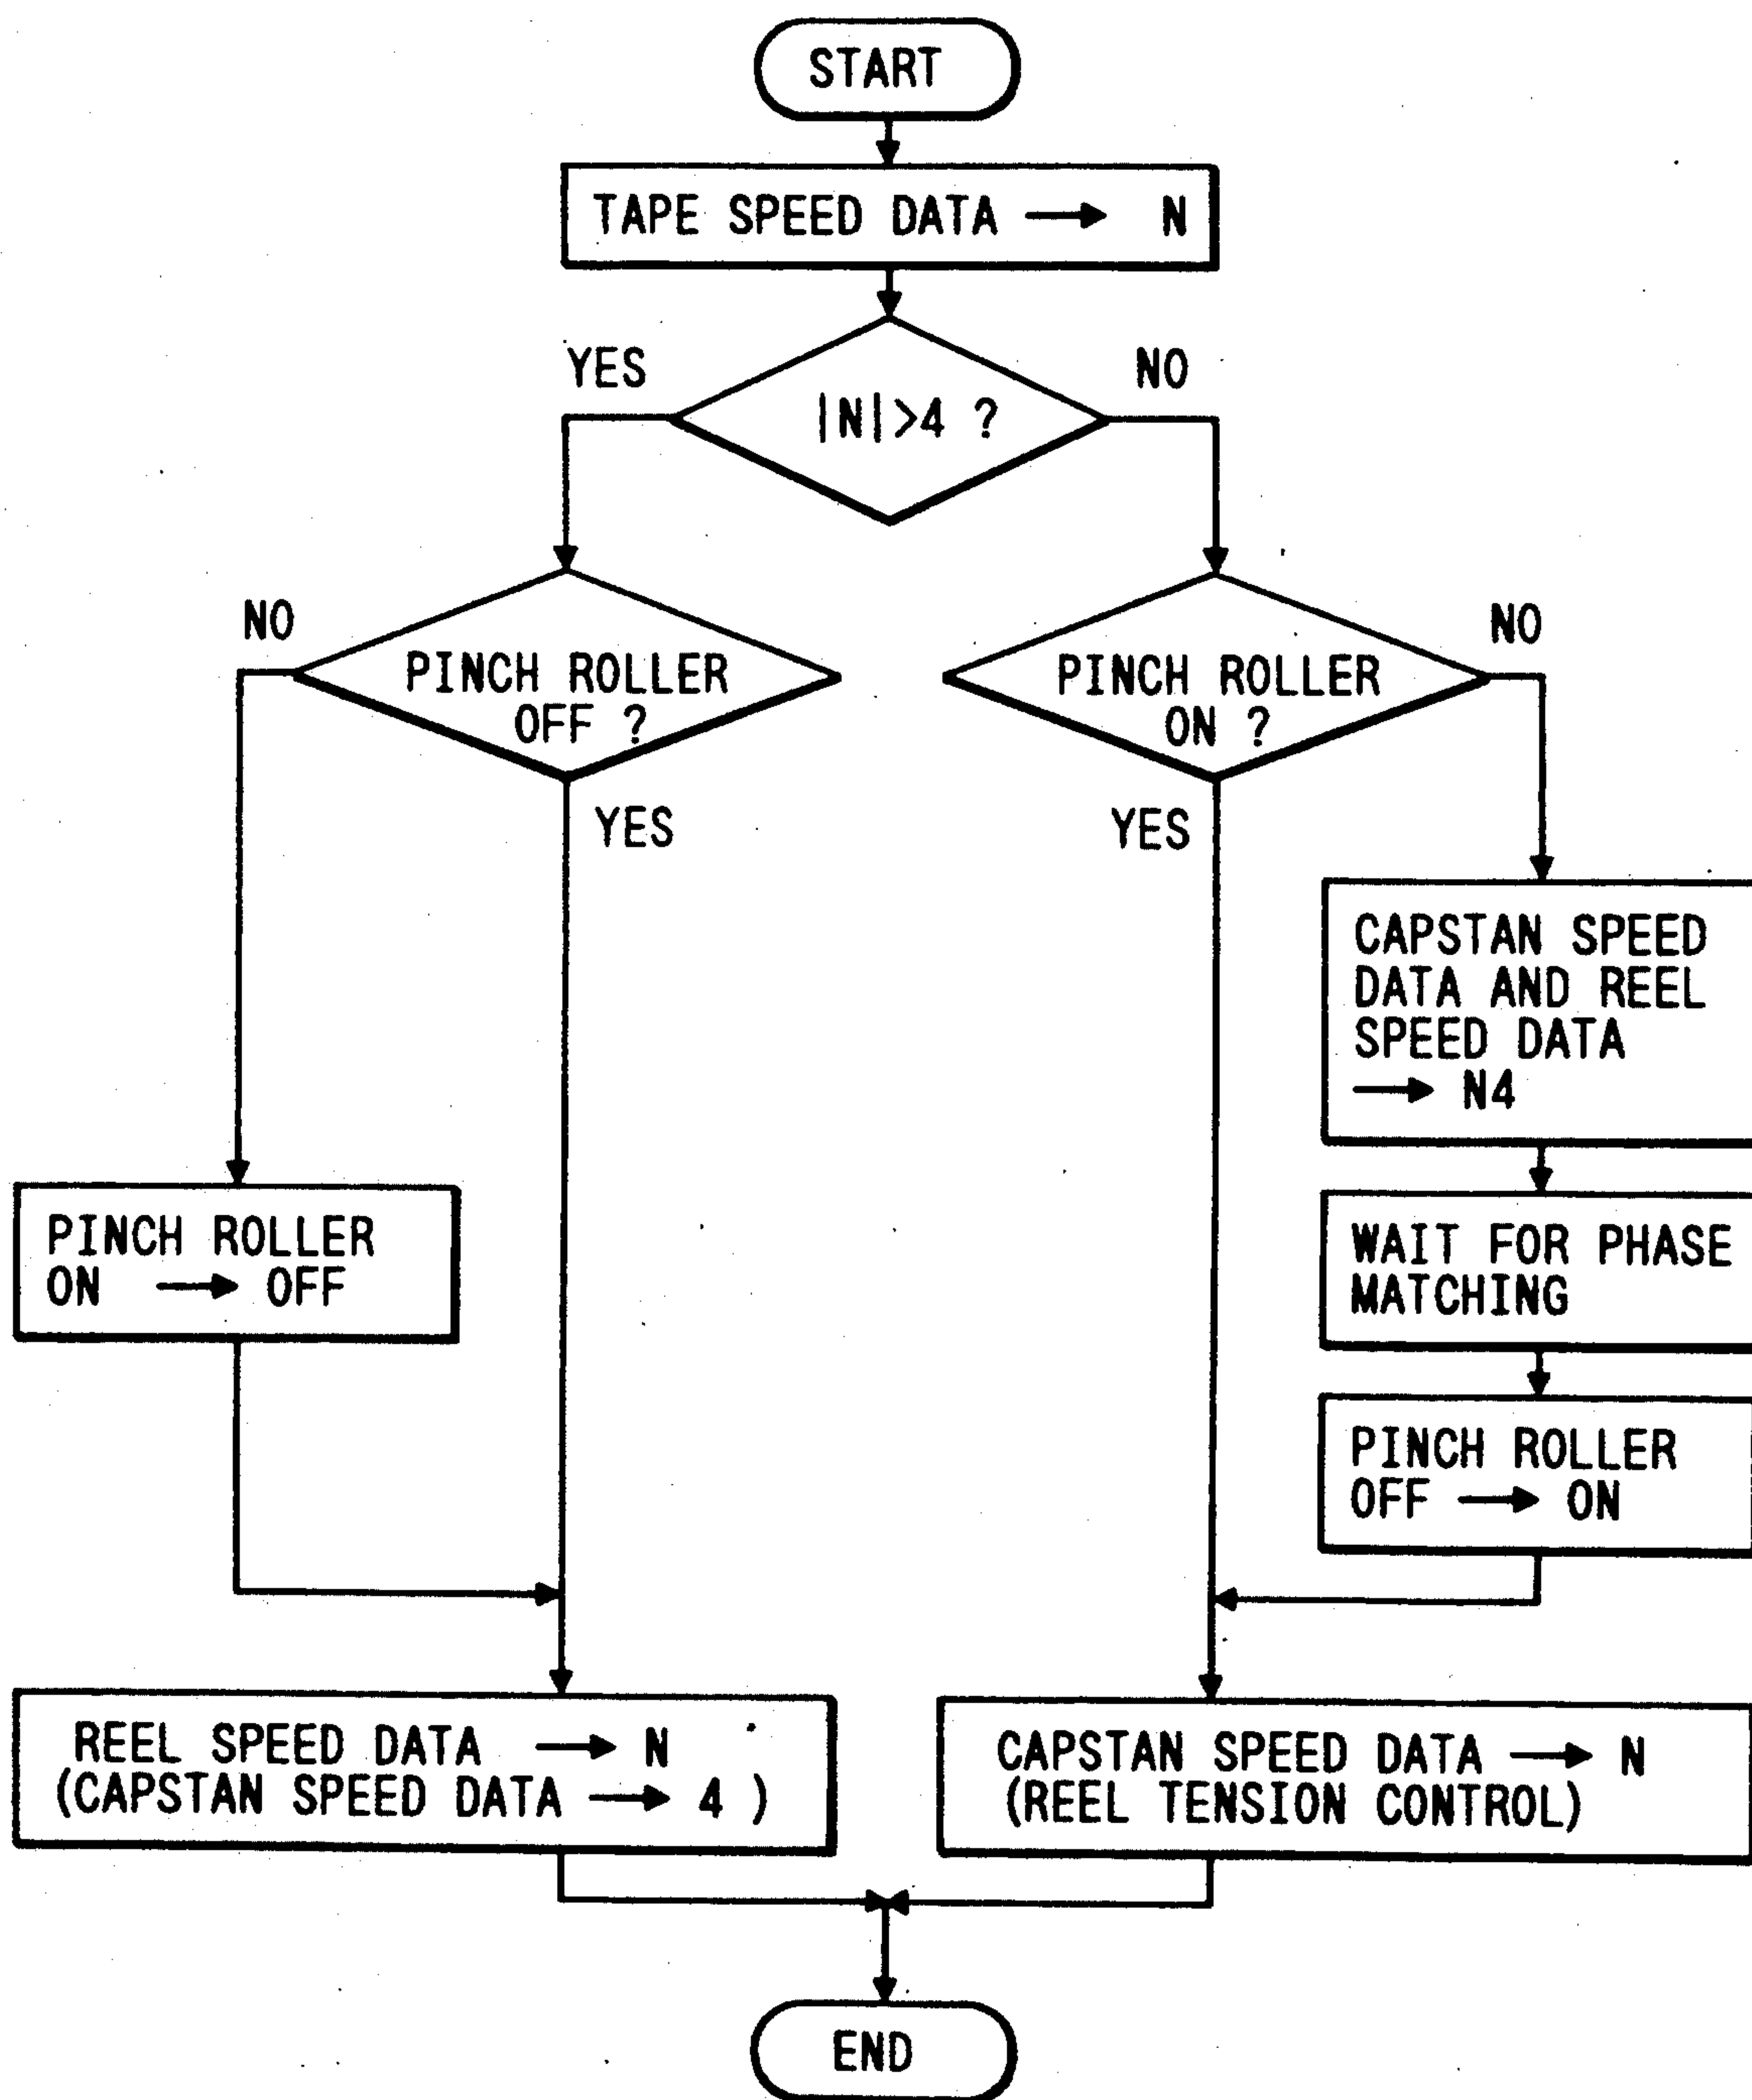 START
TAPE SPEED DATA → N
YES
NO
|N|>4 ?
NO
NO
PINCH ROLLER
OFF ?
PINCH ROLLER
ON ?
YES
YES
CAPSTAN SPEED
DATA AND REEL
SPEED DATA
→ N4
PINCH ROLLER
ON → OFF
WAIT FOR PHASE
MATCHING
PINCH ROLLER
OFF → ON
REEL SPEED DATA → N
(CAPSTAN SPEED DATA → 4 )
CAPSTAN SPEED DATA → N
(REEL TENSION CONTROL)
END